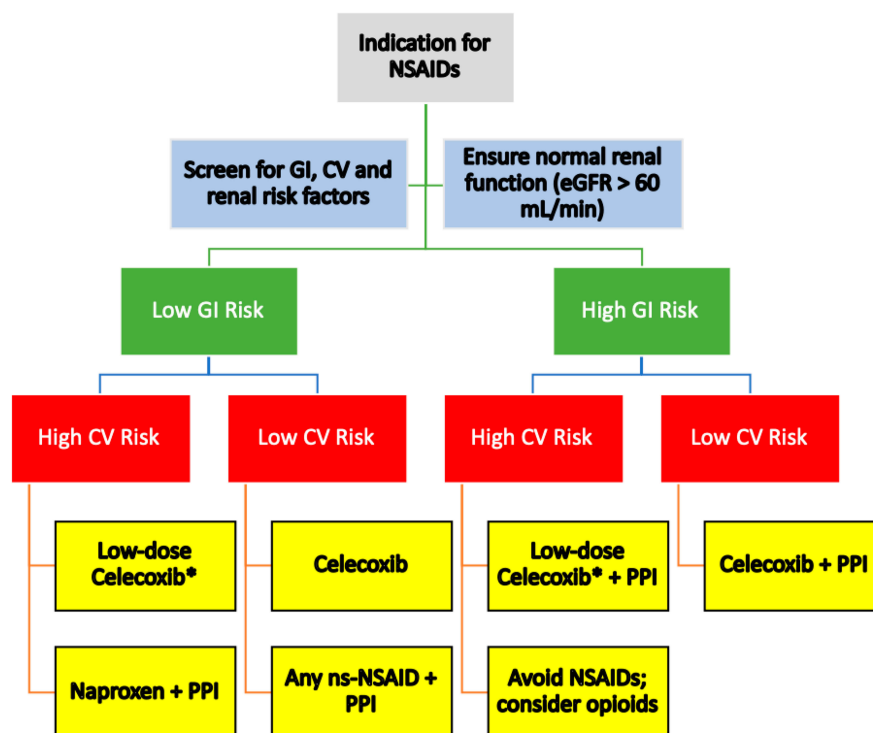 Indication for
NSAIDs
Screen for GI, CV and
renal risk factors
Ensure normal renal
function (eGFR > 60
mL/min)
Low GI Risk
High GI Risk
High CV Risk
Low CV Risk
High CV Risk
Low CV Risk
Low-dose
Celecoxib*
Celecoxib
Low-dose
Celecoxib* + PPI
Celecoxib + PPI
Naproxen + PPI
Any ns-NSAID +
PPI
Avoid NSAIDs;
consider opioids